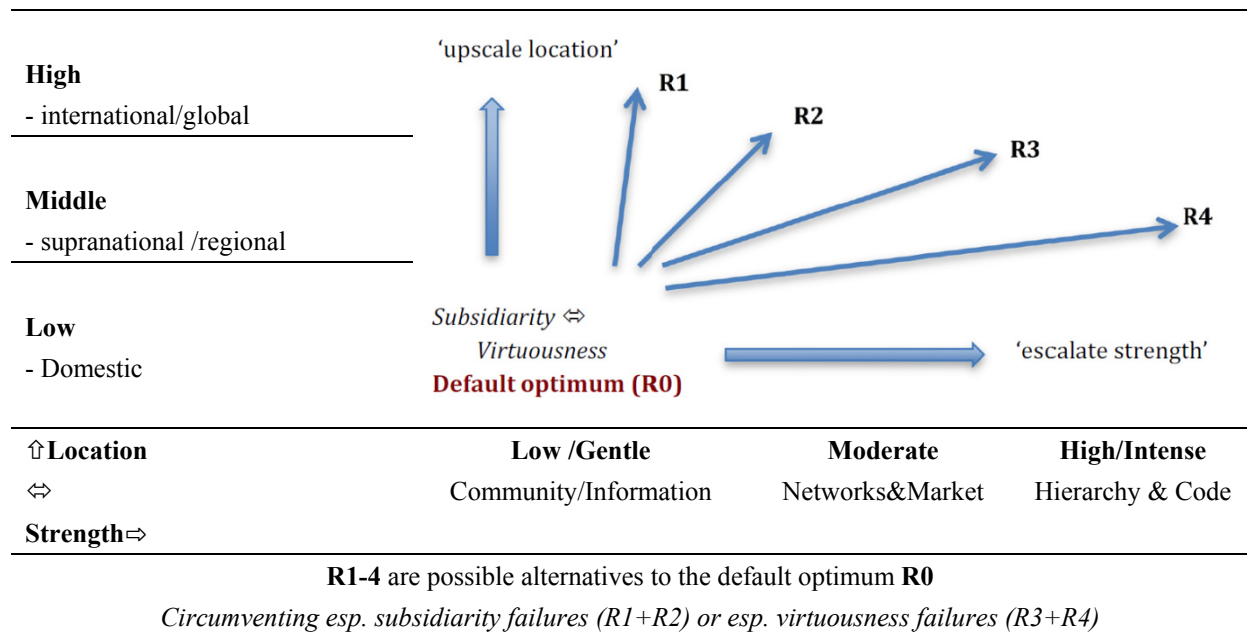 ‘upscale location’
High
- international/global
R1
R2
R3
Middle
- supranational /regional
R4
Low
- Domestic
Subsidiarity ⬄
Virtuousness
Default optimum (R0)
‘escalate strength’
⇧Location
⬄
Strength⇨
Low /Gentle
Community/Information
Moderate
Networks&Market
High/Intense
Hierarchy & Code
R1-4 are possible alternatives to the default optimum R0
Circumventing esp. subsidiarity failures (R1+R2) or esp. virtuousness failures (R3+R4)